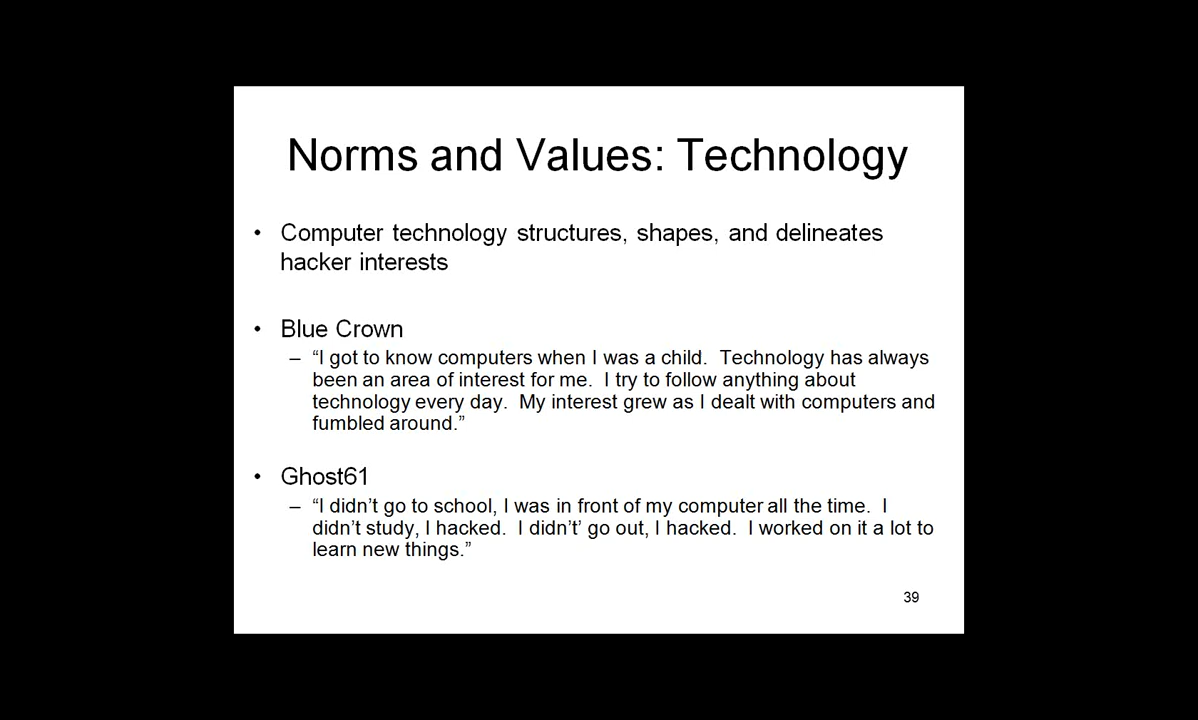 Norms and Values: Technology
• Computer technology structures, shapes, and delineates
hacker interests
• Blue Crown
– “I got to know computers when I was a child.  Technology has always
been an area of interest for me.  I try to follow anything about
technology every day.  My interest grew as I dealt with computers and
fumbled around.”
• Ghost61
– “I didn’t go to school, I was in front of my computer all the time.  I
didn’t study, I hacked.  I didn’t’ go out, I hacked.  I worked on it a lot to
learn new things.”
39